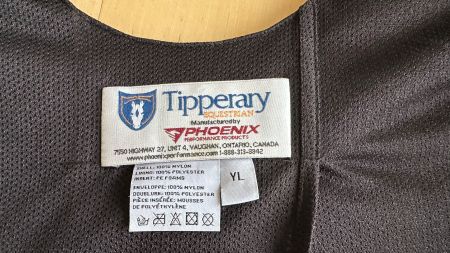 Tipperary
EQUESTRIAN
Manufactured by
PHOENIX
PERFORMANCE PRODUCTS
7550 HIGHWAY 27, UNIT 4, VAUGHAN, ONTARIO, CANADA
www.phoenixperformance.com 1-888-313-8942
SHELL: 100% NYLON
LINING: 100% POLYESTER
INSERT: PE FOAMS
ENVELOPPE: 100% NYLON
DOUBLURE: 100% POLYESTER
PIÈCE INSÉRÉE: MOUSSES
DE POLYÉTHYLÈNE
YL